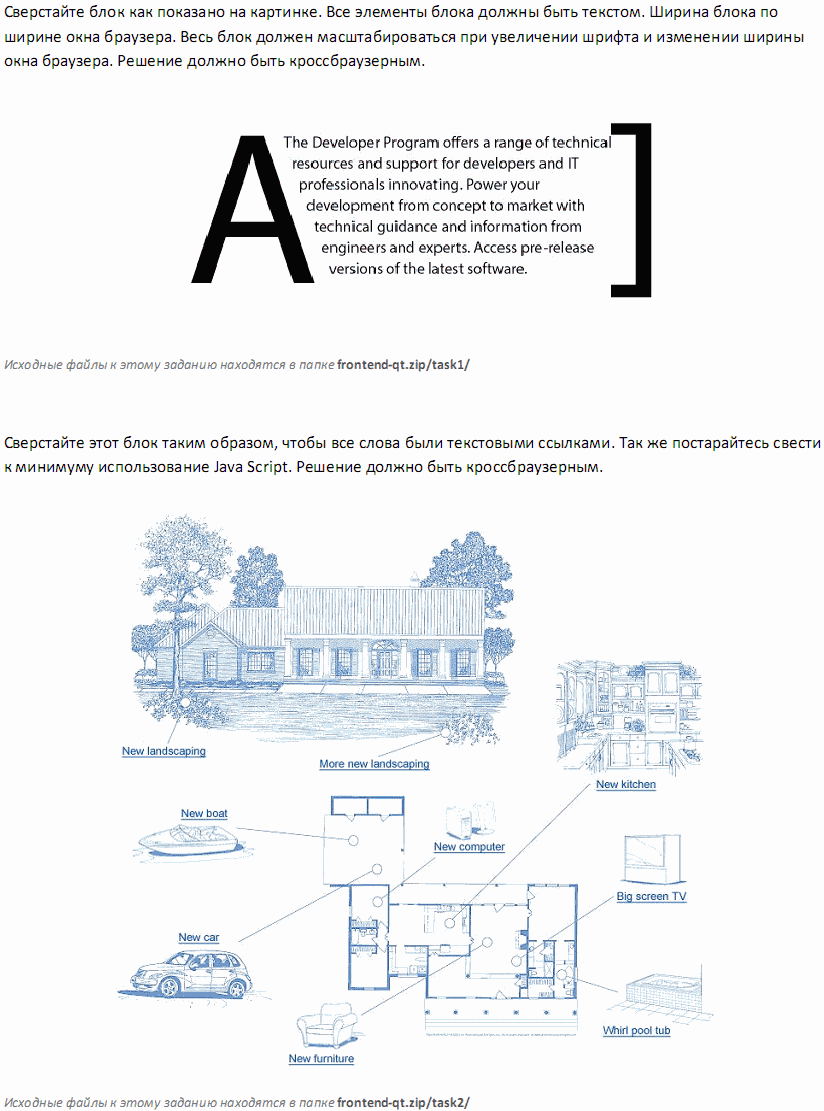 Сверстайте блок как показано на картинке. Все элементы блока должны быть текстом. Ширина блока по
ширине окна браузера. Весь блок должен масштабироваться при увеличении шрифта и изменении ширины
окна браузера. Решение должно быть кроссбраузерным.
A
The Developer Program offers a range of technical
resources and support for developers and IT
professionals innovating. Power your
development from concept to market with
technical guidance and information from
engineers and experts. Access pre-release
versions of the latest software.
]
Исходные файлы к этому заданию находятся в папке frontend-qt.zip/task1/
Сверстайте этот блок таким образом, чтобы все слова были текстовыми ссылками. Так же постарайтесь свести
к минимуму использование Java Script. Решение должно быть кроссбраузерным.
New landscaping
More new landscaping
New kitchen
New boat
New computer
Big screen TV
New car
Whirl pool tub
New furniture
Исходные файлы к этому заданию находятся в папке frontend-qt.zip/task2/